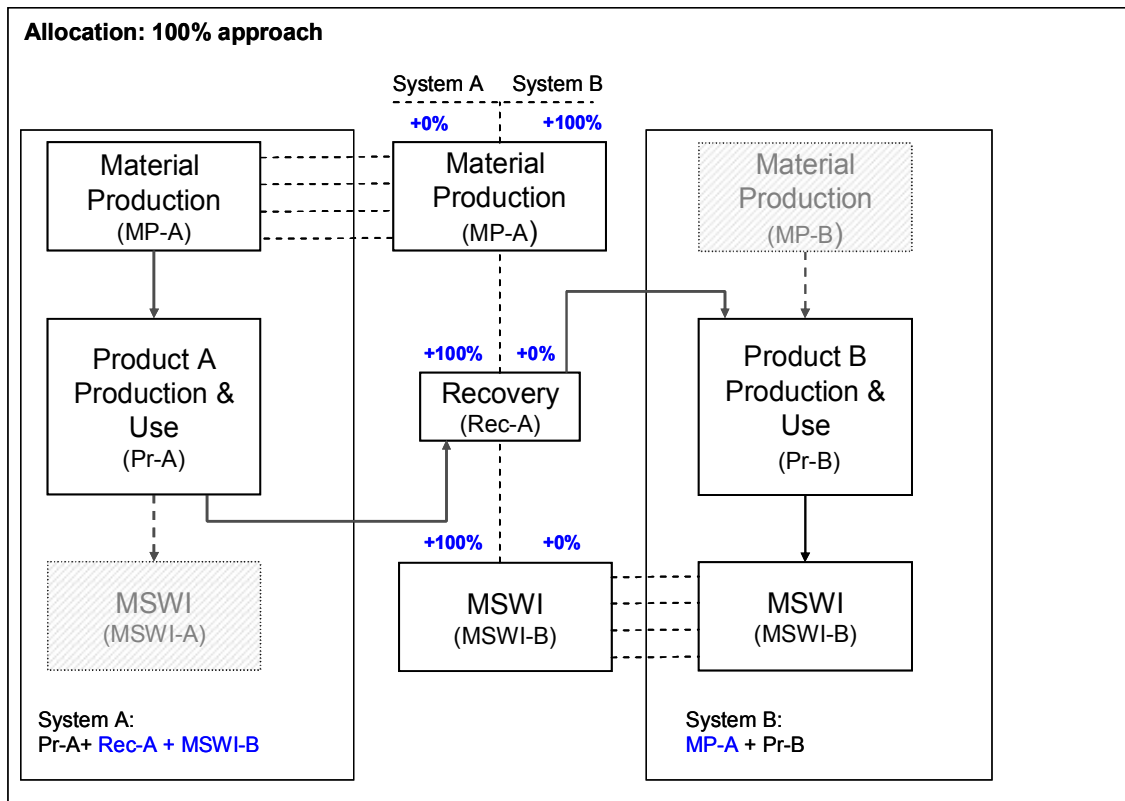 Allocation: 100% approach
System A
System B
+0%
+100%
Material
Production
(MP-A)
Material
Production
(MP-A)
Material
Production
(MP-B)
Product A
Production &
Use
(Pr-A)
+100%
+0%
Recovery
(Rec-A)
Product B
Production &
Use
(Pr-B)
+100%
+0%
MSWI
(MSWI-A)
MSWI
(MSWI-B)
MSWI
(MSWI-B)
System A:
Pr-A+ Rec-A + MSWI-B
System B:
MP-A + Pr-B